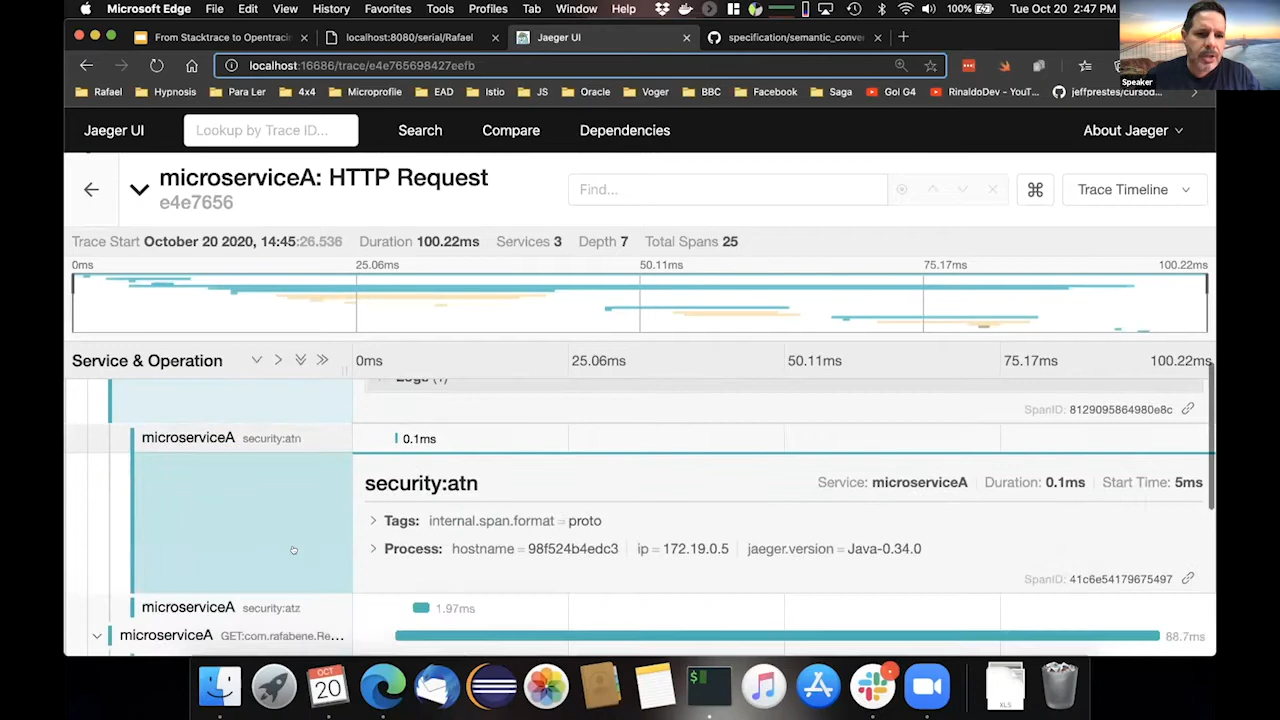 Microsoft Edge File Edit View History Favorites Tools Profiles Tab Window Help 100% Tue Oct 20 2:47 PM
From Stacktrace to Opentracin localhost:8080/serial/Rafael Jaeger UI specification/semantic_conve
Speaker
localhost:16686/trace/e4e765698427eefb
Rafael Hypnosis Para Ler 4x4 Microprofile EAD Istio JS Oracle Voger BBC Facebook Saga Gol G4 RinaldoDev - YouT... jeffprestes/cursod...
Jaeger UI Lookup by Trace ID... Search Compare Dependencies About Jaeger
microserviceA: HTTP Request
e4e7656
Find... Trace Timeline
Trace Start October 20 2020, 14:45:26.536 Duration 100.22ms Services 3 Depth 7 Total Spans 25
0ms 25.06ms 50.11ms 75.17ms 100.22ms
Service & Operation 0ms 25.06ms 50.11ms 75.17ms 100.22ms
SpanID: 8129095864980e8c
microserviceA security:atn 0.1ms
security:atn Service: microserviceA Duration: 0.1ms Start Time: 5ms
Tags: internal.span.format = proto
Process: hostname = 98f524b4edc3 ip = 172.19.0.5 jaeger.version = Java-0.34.0
SpanID: 41c6e54179675497
microserviceA security:atz 1.97ms
microserviceA GET:com.rafabene.Re... 88.7ms
OCT
20
XLS